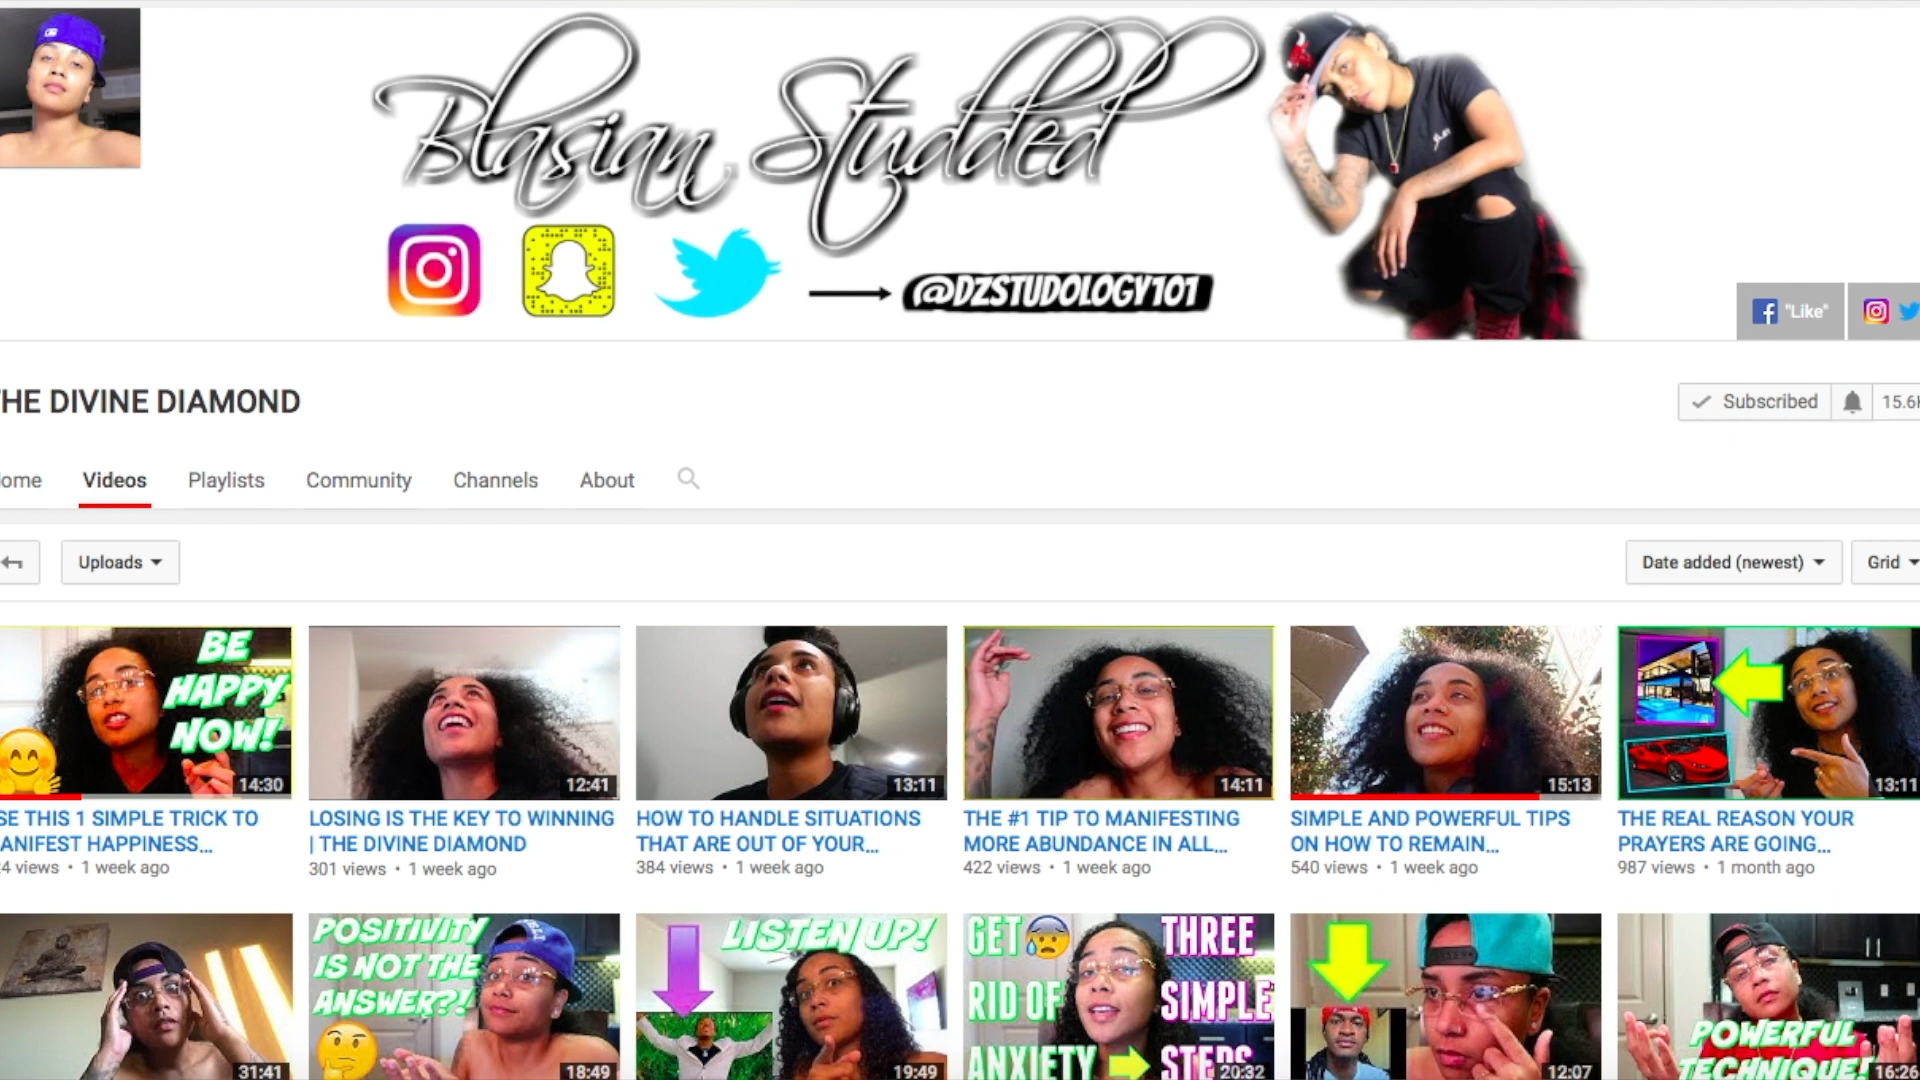 Blasian Studded
@DZSTUDOLOGY101
"Like"
HE DIVINE DIAMOND
Subscribed
15.6
ome Videos Playlists Community Channels About
Uploads
Date added (newest)
Grid
BE
HAPPY
NOW!
14:30
12:41
13:11
14:11
15:13
13:11
SE THIS 1 SIMPLE TRICK TO
ANIFEST HAPPINESS...
4 views • 1 week ago
LOSING IS THE KEY TO WINNING
| THE DIVINE DIAMOND
301 views • 1 week ago
HOW TO HANDLE SITUATIONS
THAT ARE OUT OF YOUR...
384 views • 1 week ago
THE #1 TIP TO MANIFESTING
MORE ABUNDANCE IN ALL...
422 views • 1 week ago
SIMPLE AND POWERFUL TIPS
ON HOW TO REMAIN...
540 views • 1 week ago
THE REAL REASON YOUR
PRAYERS ARE GOING...
987 views • 1 month ago
31:41
POSITIVITY
IS NOT THE
ANSWER?!
18:49
LISTEN UP!
19:49
GET THREE
RID OF SIMPLE
ANXIETY STEPS
20:32
12:07
POWERFUL
TECHNIQUE!
16:26